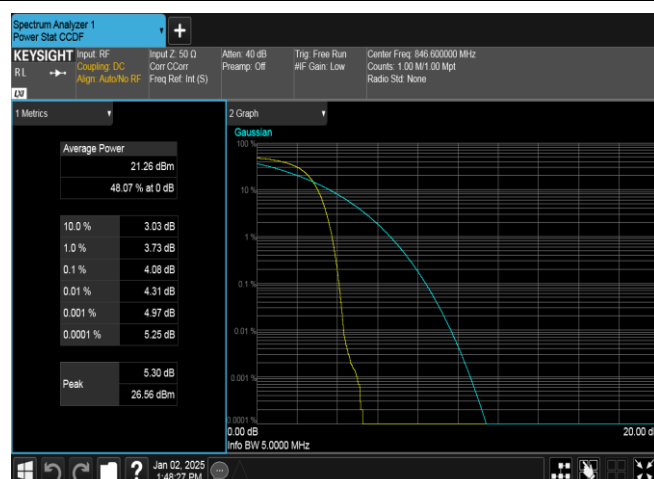 Spectrum Analyzer 1
Power Stat CCDF
+
KEYSIGHT
RL
LXI
Input: RF
Coupling: DC
Align: Auto/No RF
Input Z: 50 Ω
Corr CCorr
Freq Ref: Int (S)
Atten: 40 dB
Preamp: Off
Trig: Free Run
#IF Gain: Low
Center Freq: 846.600000 MHz
Counts: 1.00 M/1.00 Mpt
Radio Std: None
1 Metrics
Average Power
21.26 dBm
48.07 % at 0 dB
10.0 % 3.03 dB
1.0 % 3.73 dB
0.1 % 4.08 dB
0.01 % 4.31 dB
0.001 % 4.97 dB
0.0001 % 5.25 dB
Peak
5.30 dB
26.56 dBm
2 Graph
Gaussian
100 %
10 %
1 %
0.1 %
0.01 %
0.001 %
0.0001 %
0.00 dB
20.00 d
Info BW 5.0000 MHz
?
Jan 02, 2025
1:48:27 PM